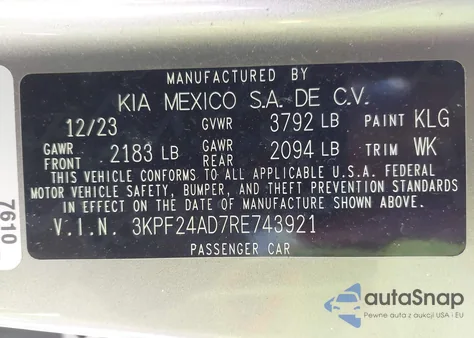 MANUFACTURED BY
KIA MEXICO S.A. DE C.V.
12/23 GVWR 3792 LB PAINT KLG
GAWR FRONT 2183 LB GAWR REAR 2094 LB TRIM WK
THIS VEHICLE CONFORMS TO ALL APPLICABLE U.S.A. FEDERAL
MOTOR VEHICLE SAFETY, BUMPER, AND THEFT PREVENTION STANDARDS
IN EFFECT ON THE DATE OF MANUFACTURE SHOWN ABOVE.
V.I.N. 3KPF24AD7RE743921
PASSENGER CAR
7610
autoSnap
Pewne auta z aukcji USA i EU